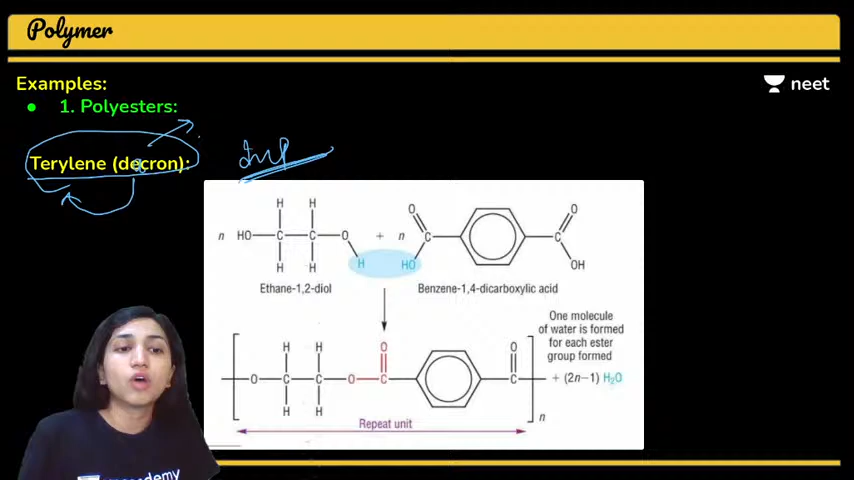 Polymer
Examples:
neet
• 1. Polyesters:
Terylene (decron):
a
Imp
H H O O
n HO—C—C—O + n C C
H H H HO OH
Ethane-1,2-diol Benzene-1,4-dicarboxylic acid
One molecule
of water is formed
for each ester
group formed
+ (2n–1) H₂O
H H O O
O—C—C—O—C C
H H n
Repeat unit